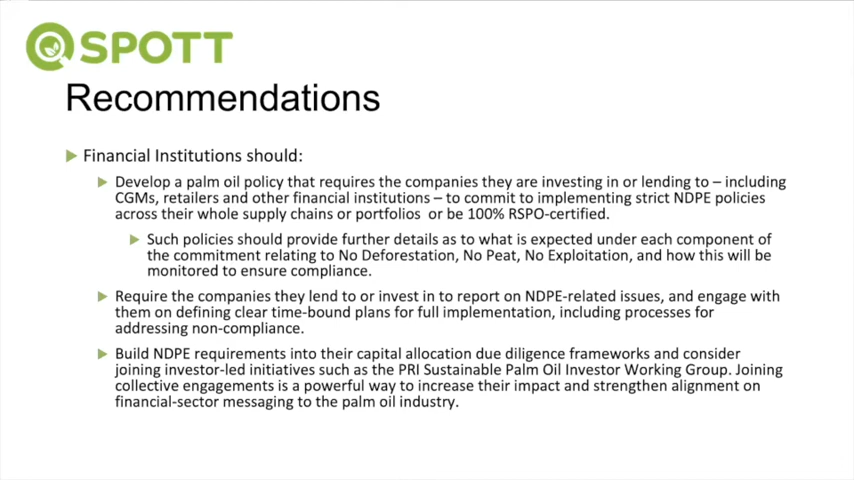 SPOTT
Recommendations
Financial Institutions should:
Develop a palm oil policy that requires the companies they are investing in or lending to – including
CGMs, retailers and other financial institutions – to commit to implementing strict NDPE policies
across their whole supply chains or portfolios or be 100% RSPO-certified.
Such policies should provide further details as to what is expected under each component of
the commitment relating to No Deforestation, No Peat, No Exploitation, and how this will be
monitored to ensure compliance.
Require the companies they lend to or invest in to report on NDPE-related issues, and engage with
them on defining clear time-bound plans for full implementation, including processes for
addressing non-compliance.
Build NDPE requirements into their capital allocation due diligence frameworks and consider
joining investor-led initiatives such as the PRI Sustainable Palm Oil Investor Working Group. Joining
collective engagements is a powerful way to increase their impact and strengthen alignment on
financial-sector messaging to the palm oil industry.